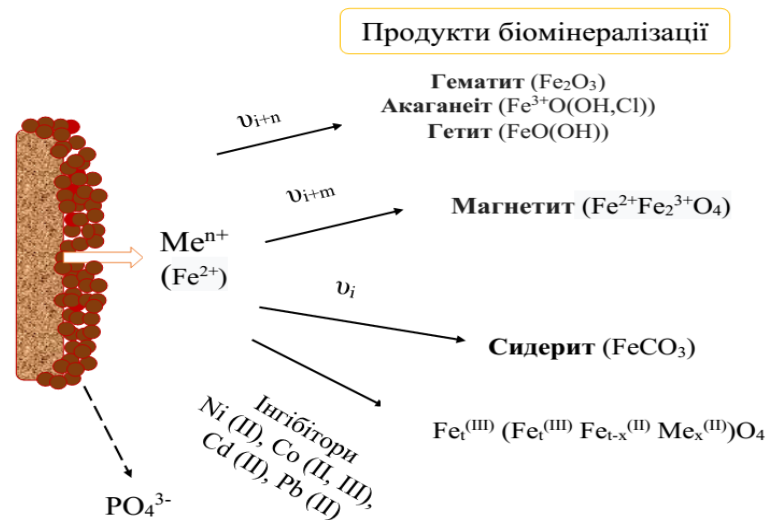 Продукти біомінералізації
Гематит (Fe₂O₃)
Акаганеіт (Fe³⁺O(OH,Cl))
Гетит (FeO(OH))
υᵢ₊ₙ
υᵢ₊ₘ
Магнетит (Fe²⁺Fe₂³⁺O₄)
Meⁿ⁺
(Fe²⁺)
υᵢ
Сидерит (FeCO₃)
Інгібітори
Ni (II), Co (II, III),
Cd (II), Pb (II)
Feₜ⁽ᴵᴵᴵ⁾ (Feₜ⁽ᴵᴵᴵ⁾ Feₜ₋ₓ⁽ᴵᴵ⁾ Meₓ⁽ᴵᴵ⁾)O₄
PO₄³⁻